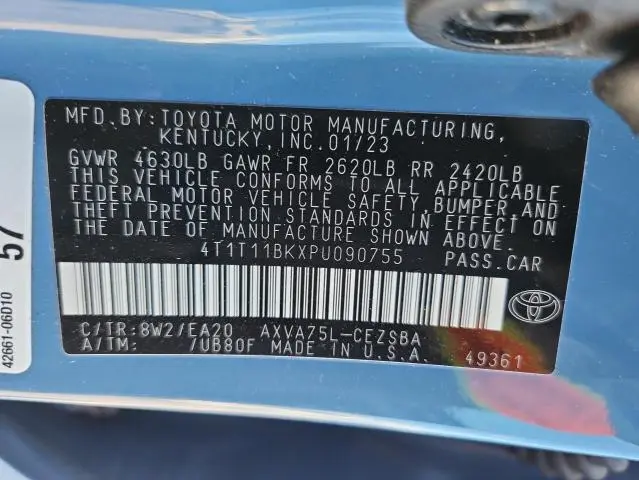 MFD.BY:TOYOTA MOTOR MANUFACTURING,
KENTUCKY,INC.01/23
GVWR 4630LB GAWR FR 2620LB RR 2420LB
THIS VEHICLE CONFORMS TO ALL APPLICABLE
FEDERAL MOTOR VEHICLE SAFETY,BUMPER,AND
THEFT PREVENTION STANDARDS IN EFFECT ON
THE DATE OF MANUFACTURE SHOWN ABOVE.
4T1T11BKXPU090755 PASS.CAR
C/TR:8W2/EA20 AXVA75L-CEZSBA
A/TM: /UB80F MADE IN U.S.A. 49361
57
42661-06D10